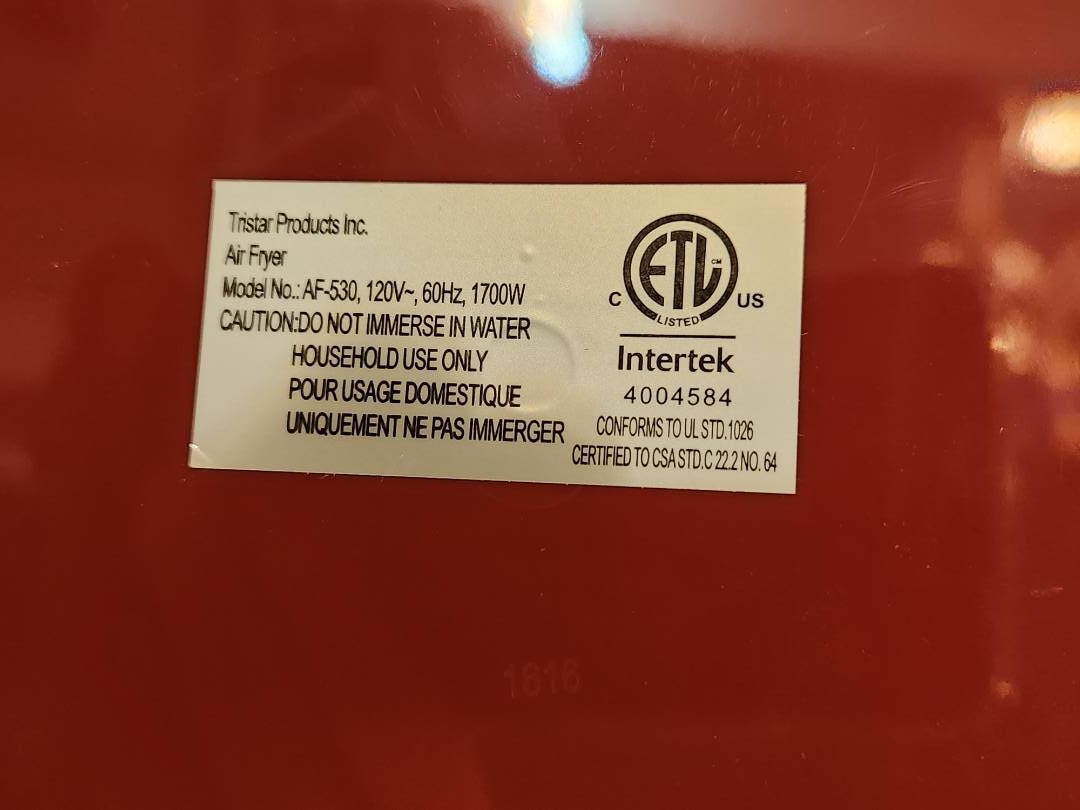 Tristar Products Inc.
Air Fryer
Model No.: AF-530, 120V~, 60Hz, 1700W
CAUTION:DO NOT IMMERSE IN WATER
HOUSEHOLD USE ONLY
POUR USAGE DOMESTIQUE
UNIQUEMENT NE PAS IMMERGER
ETL CM
C US
LISTED
Intertek
4004584
CONFORMS TO UL STD.1026
CERTIFIED TO CSA STD.C 22.2 NO. 64
1616